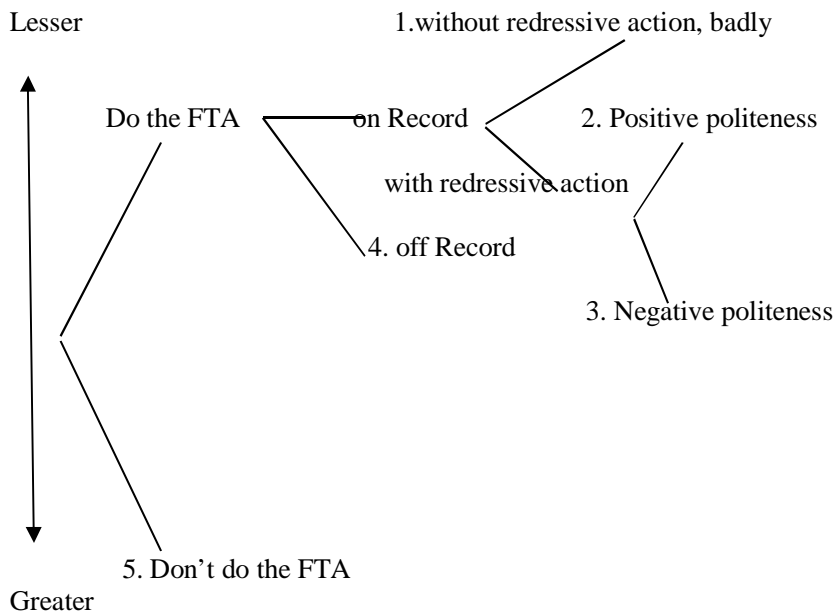 Lesser
1.without redressive action, badly
Do the FTA
on Record
2. Positive politeness
with redressive action
4. off Record
3. Negative politeness
5. Don’t do the FTA
Greater